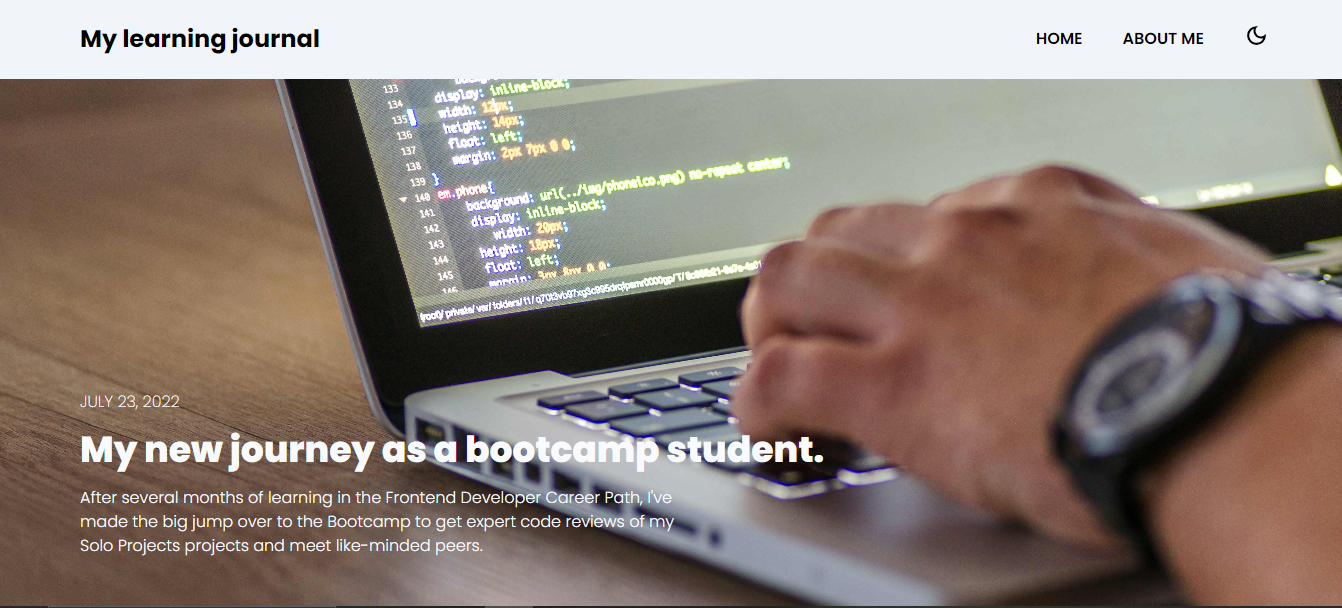 My learning journal
HOME
ABOUT ME
133
134
135
136
137
138
139
140
141
142
143
144
145
display: inline-block;
width: 12px;
height: 14px;
float: left;
margin: 2px 7px 0 0;
}
em.phone{
background: url(../img/phoneico.png) no-repeat center;
display: inline-block;
width: 20px;
height: 18px;
float: left;
margin: 3px 8px 0 0;
JULY 23, 2022
My new journey as a bootcamp student.
After several months of learning in the Frontend Developer Career Path, I've
made the big jump over to the Bootcamp to get expert code reviews of my
Solo Projects projects and meet like-minded peers.